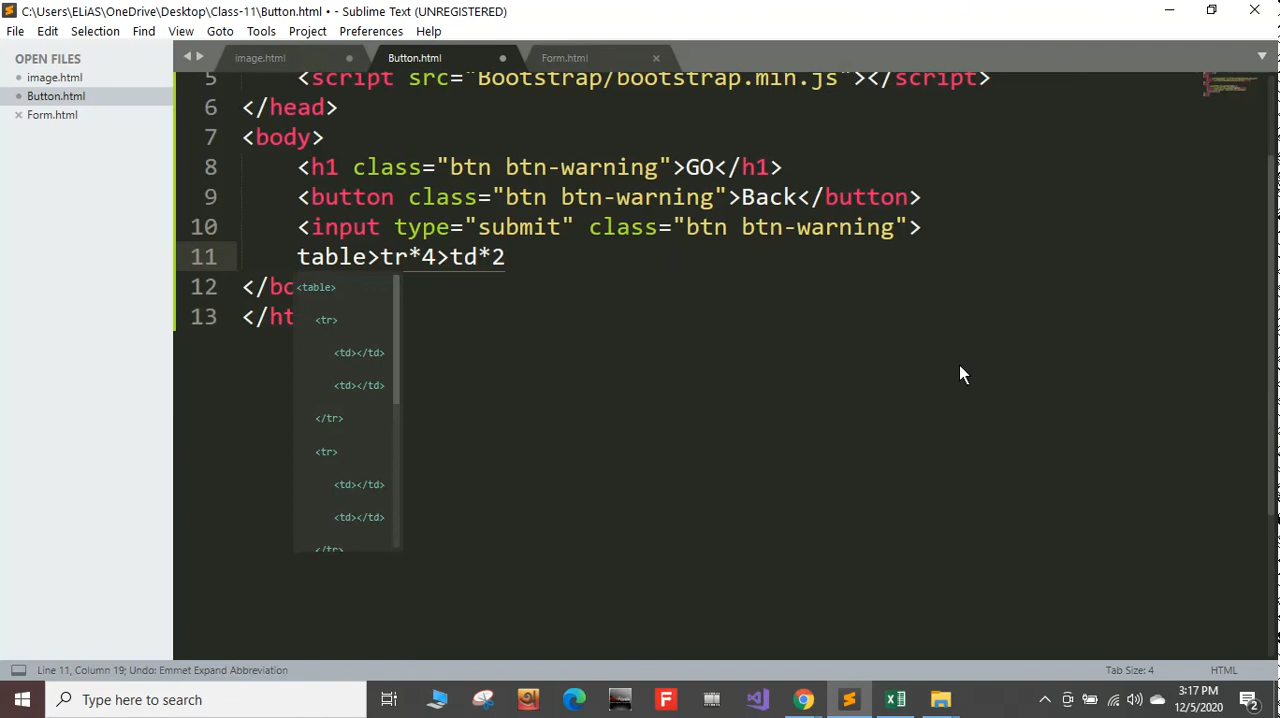 C:\Users\ELiAS\OneDrive\Desktop\Class-11\Button.html • - Sublime Text (UNREGISTERED)
File Edit Selection Find View Goto Tools Project Preferences Help
OPEN FILES
image.html
Button.html
Form.html
image.html Button.html Form.html
5 <script src="Bootstrap/bootstrap.min.js"></script>
6 </head>
7 <body>
8 <h1 class="btn btn-warning">GO</h1>
9 <button class="btn btn-warning">Back</button>
10 <input type="submit" class="btn btn-warning">
11 table>tr*4>td*2
12 </bo
13 </ht
<table>
<tr>
<td></td>
<td></td>
</tr>
<tr>
<td></td>
<td></td>
</tr>
Line 11, Column 19; Undo: Emmet Expand Abbreviation Tab Size: 4 HTML
Type here to search
3:17 PM
12/5/2020
2